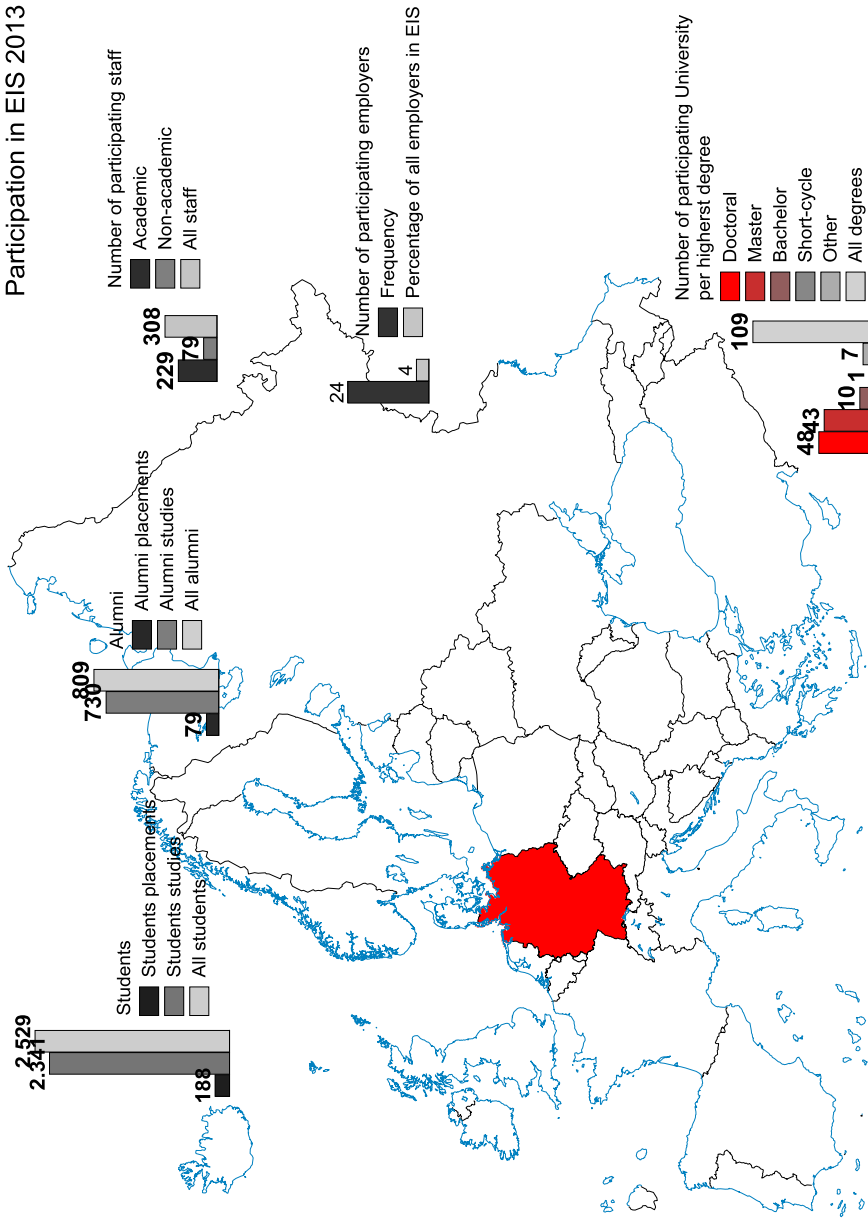 Participation in EIS 2013
Students
Students placements
Students studies
All students
188
2.341
2.529
Alumni
Alumni placements
Alumni studies
All alumni
79
730
809
Number of participating staff
Academic
Non-academic
All staff
229
79
308
Number of participating employers
Frequency
Percentage of all employers in EIS
24
4
Number of participating University
per higherst degree
Doctoral
Master
Bachelor
Short-cycle
Other
All degrees
48
43
10
1
7
109